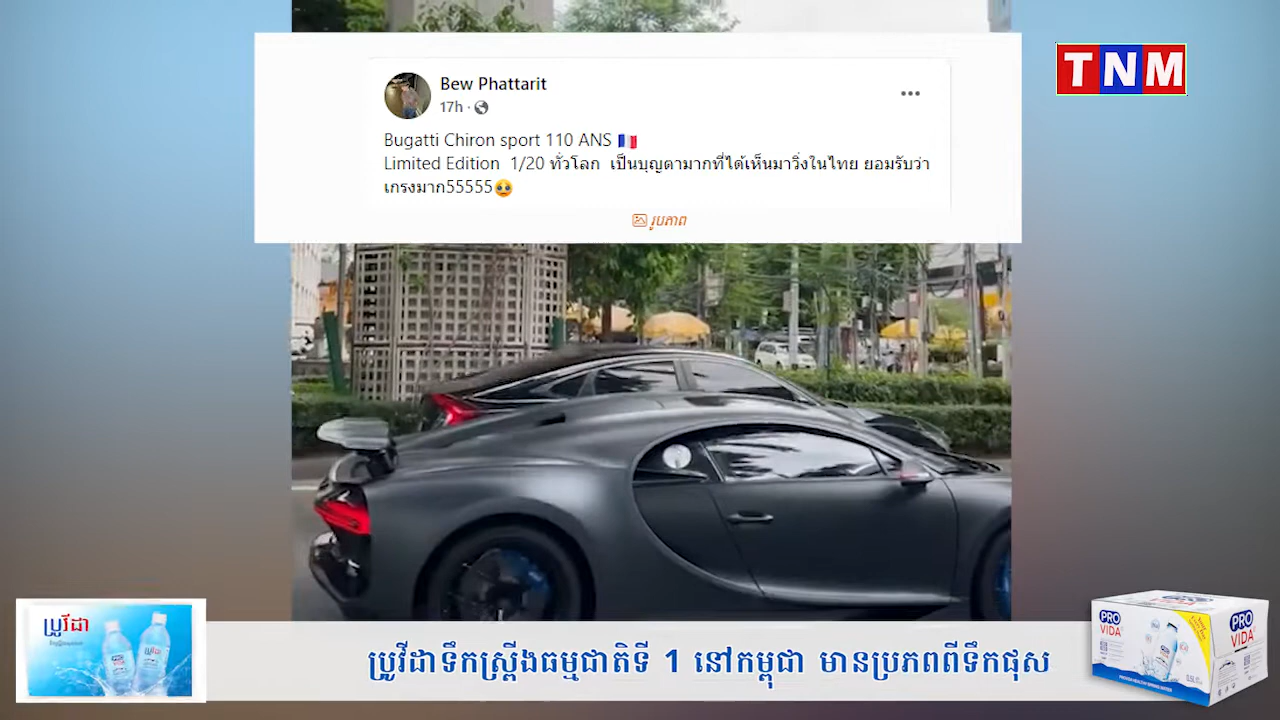 TNM
Bew Phattarit
17h ·
Bugatti Chiron sport 110 ANS 🇫🇷
Limited Edition 1/20 ทั่วโลก เป็นบุญตามากที่ได้เห็นมาวิ่งในไทย ยอมรับว่า
เกรงมาก55555🥹
រូបភាព
ប្រូវីដា
ប្រូវីដាទឹកស្រ្ពីងធម្មជាតិទី 1 នៅកម្ពុជា មានប្រភពពីទឹកផុស
PRO
VIDA
PRO
VIDA